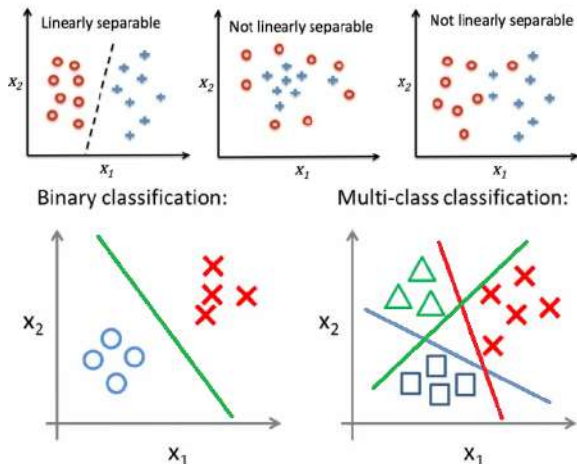 Linearly separable
Not linearly separable
Not linearly separable
x2
x2
x2
x1
x1
x1
Binary classification:
Multi-class classification:
x2
x2
x1
x1